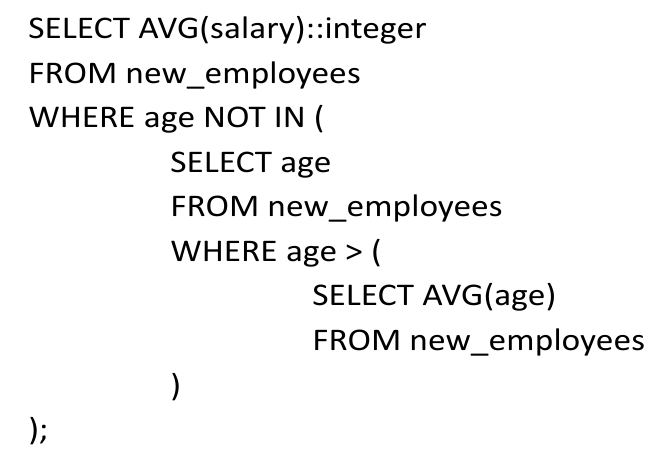 SELECT AVG(salary)::integer
FROM new_employees
WHERE age NOT IN (
SELECT age
FROM new_employees
WHERE age > (
SELECT AVG(age)
FROM new_employees
)
);